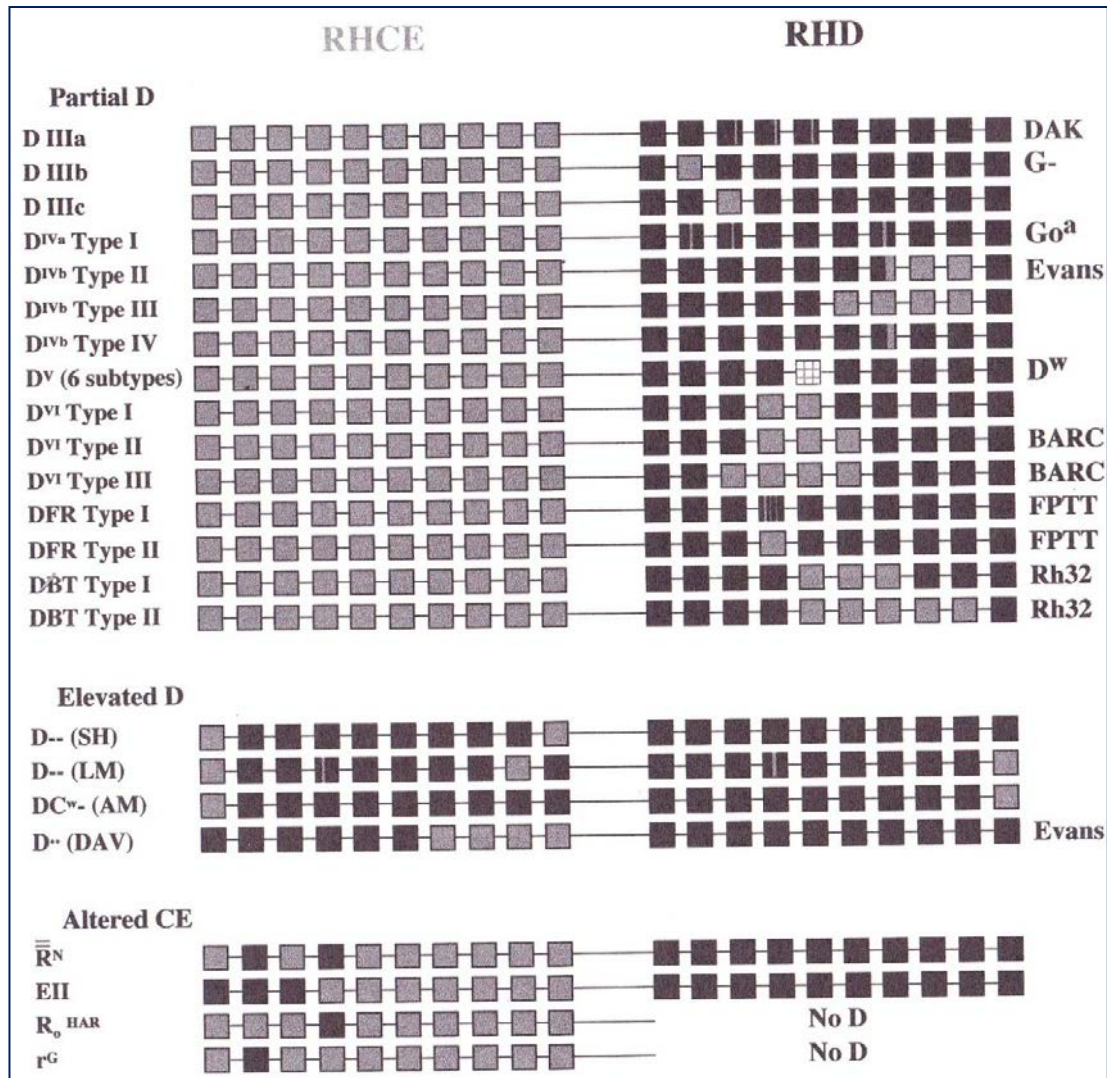 RHCE RHD
Partial D
D IIIa DAK
D IIIb G-
D IIIc
Dᴵⱽᵃ Type I Goᵃ
Dᴵⱽᵇ Type II Evans
Dᴵⱽᵇ Type III
Dᴵⱽᵇ Type IV
Dⱽ (6 subtypes) Dᵂ
Dⱽᴵ Type I
Dⱽᴵ Type II BARC
Dⱽᴵ Type III BARC
DFR Type I FPTT
DFR Type II FPTT
DBT Type I Rh32
DBT Type II Rh32
Elevated D
D-- (SH)
D-- (LM)
DCʷ- (AM)
D·· (DAV) Evans
Altered CE
R̿ᴺ
EII
Rₒ ᴴᴬᴿ No D
rᴳ No D